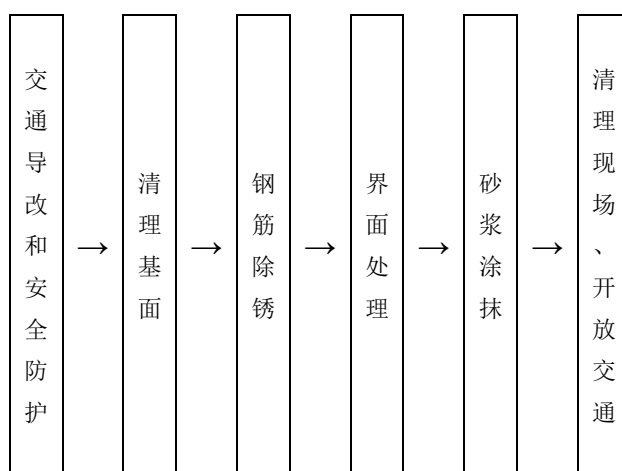 交通导改和安全防护
→
清理基面
→
钢筋除锈
→
界面处理
→
砂浆涂抹
→
清理现场、开放交通